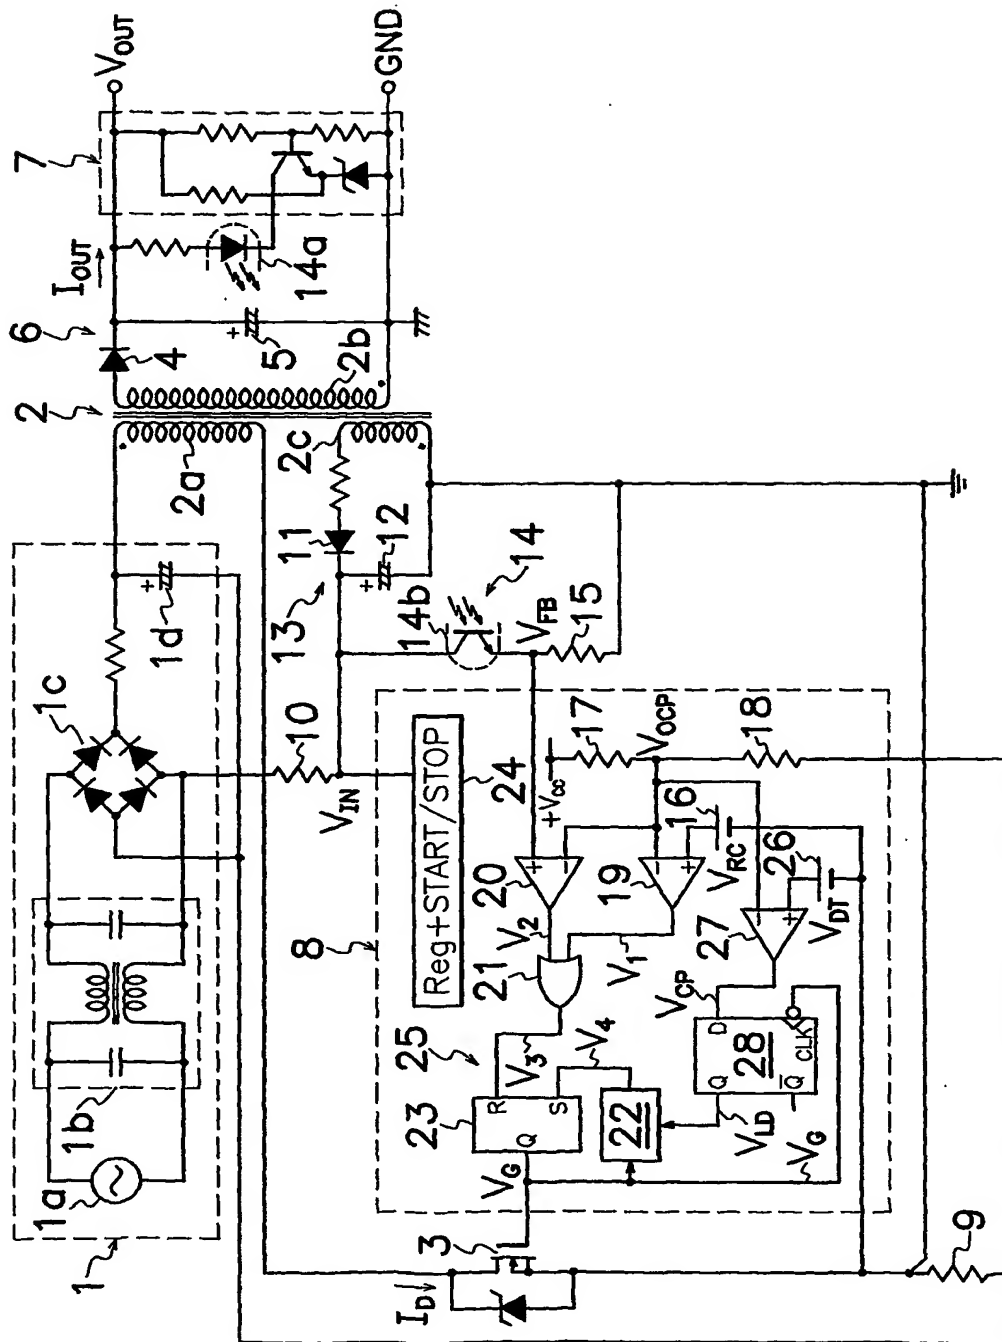 1
1a
1b
1c
1d
2
2a
2b
2c
6
4
5
I_OUT
14a
7
V_OUT
GND
13
11
12
10
V_IN
14b
14
V_FB
15
8
Reg+START/STOP
24
+V_CC
17
V_OCP
18
20
V_2
21
V_1
19
16
V_RC
25
V_3
V_4
23
R
S
Q
22
V_G
V_CP
27
V_DT
26
D
Q
28
CLK
Q̅
V_LD
V_G
3
I_D
9